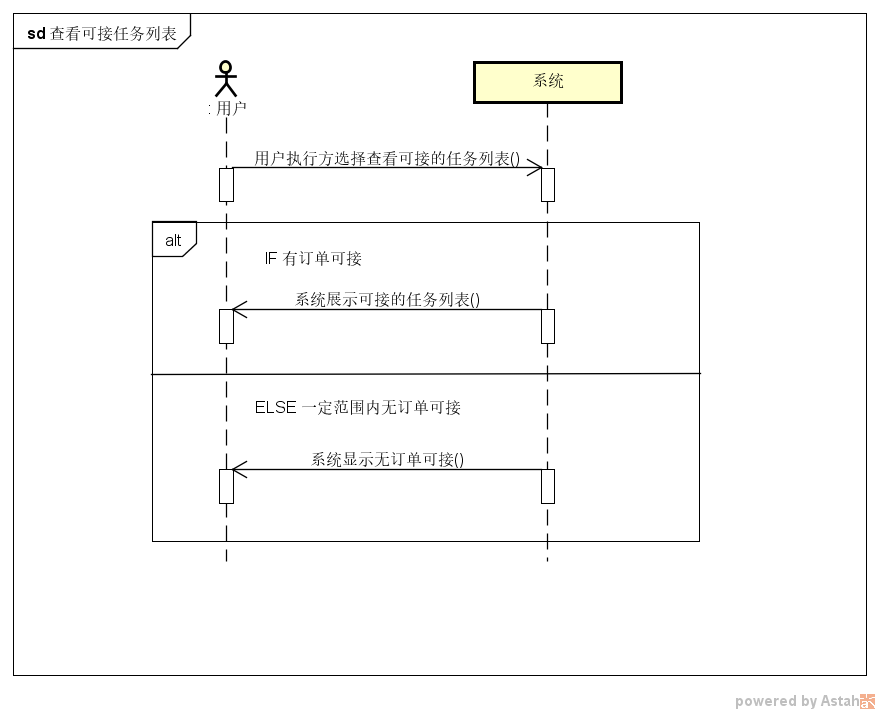 sd 查看可接任务列表
: 用户
系统
用户执行方选择查看可接的任务列表()
alt
IF 有订单可接
系统展示可接的任务列表()
ELSE 一定范围内无订单可接
系统显示无订单可接()
powered by Astah